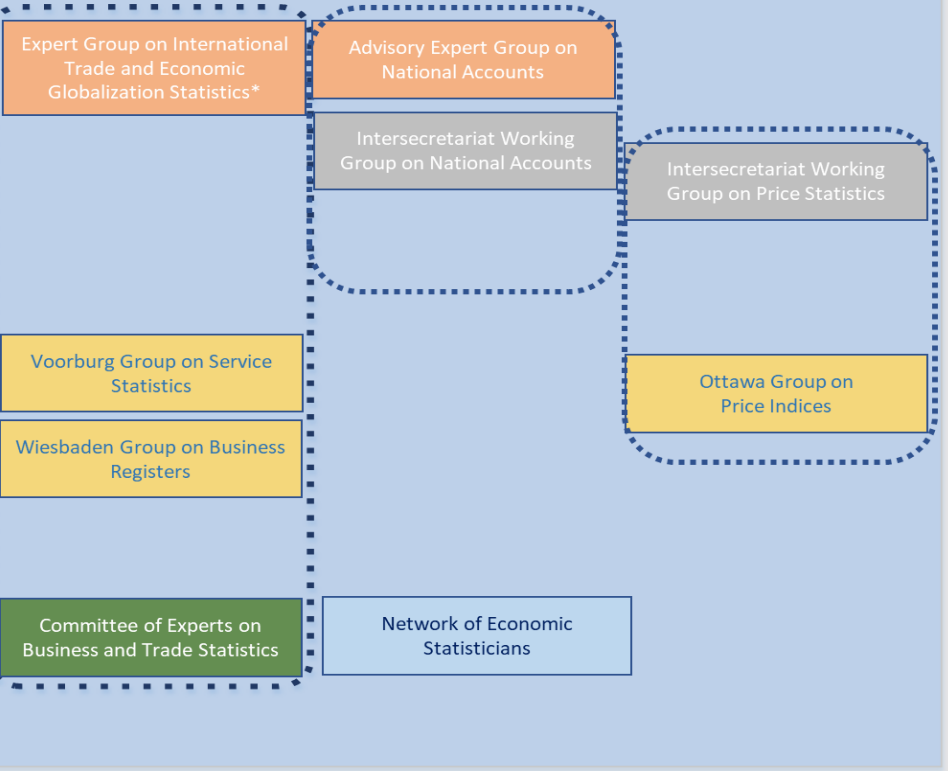 Expert Group on International
Trade and Economic
Globalization Statistics*
Advisory Expert Group on
National Accounts
Intersecretariat Working
Group on National Accounts
Intersecretariat Working
Group on Price Statistics
Voorburg Group on Service
Statistics
Ottawa Group on
Price Indices
Wiesbaden Group on Business
Registers
Committee of Experts on
Business and Trade Statistics
Network of Economic
Statisticians